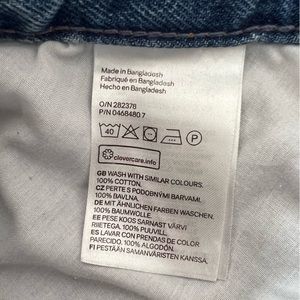 Made in Bangladesh
Fabriqué en Bangladesh
Hecho en Bangladesh
O/N 282378
P/N 0468480 7
40
P
clevercare.info
GB WASH WITH SIMILAR COLOURS.
100% COTTON.
CZ PERTE S PODOBNÝMI BARVAMI.
100% BAVLNA.
DE MIT ÄHNLICHEN FARBEN WASCHEN.
100% BAUMWOLLE.
EE PESE KOOS SARNAST VÄRVI
RIIETEGA. 100% PUUVILL.
ES LAVAR CON PRENDAS DE COLOR
PARECIDO. 100% ALGODÓN.
FI PESTÄÄN SAMANVÄRISTEN KANSSA.